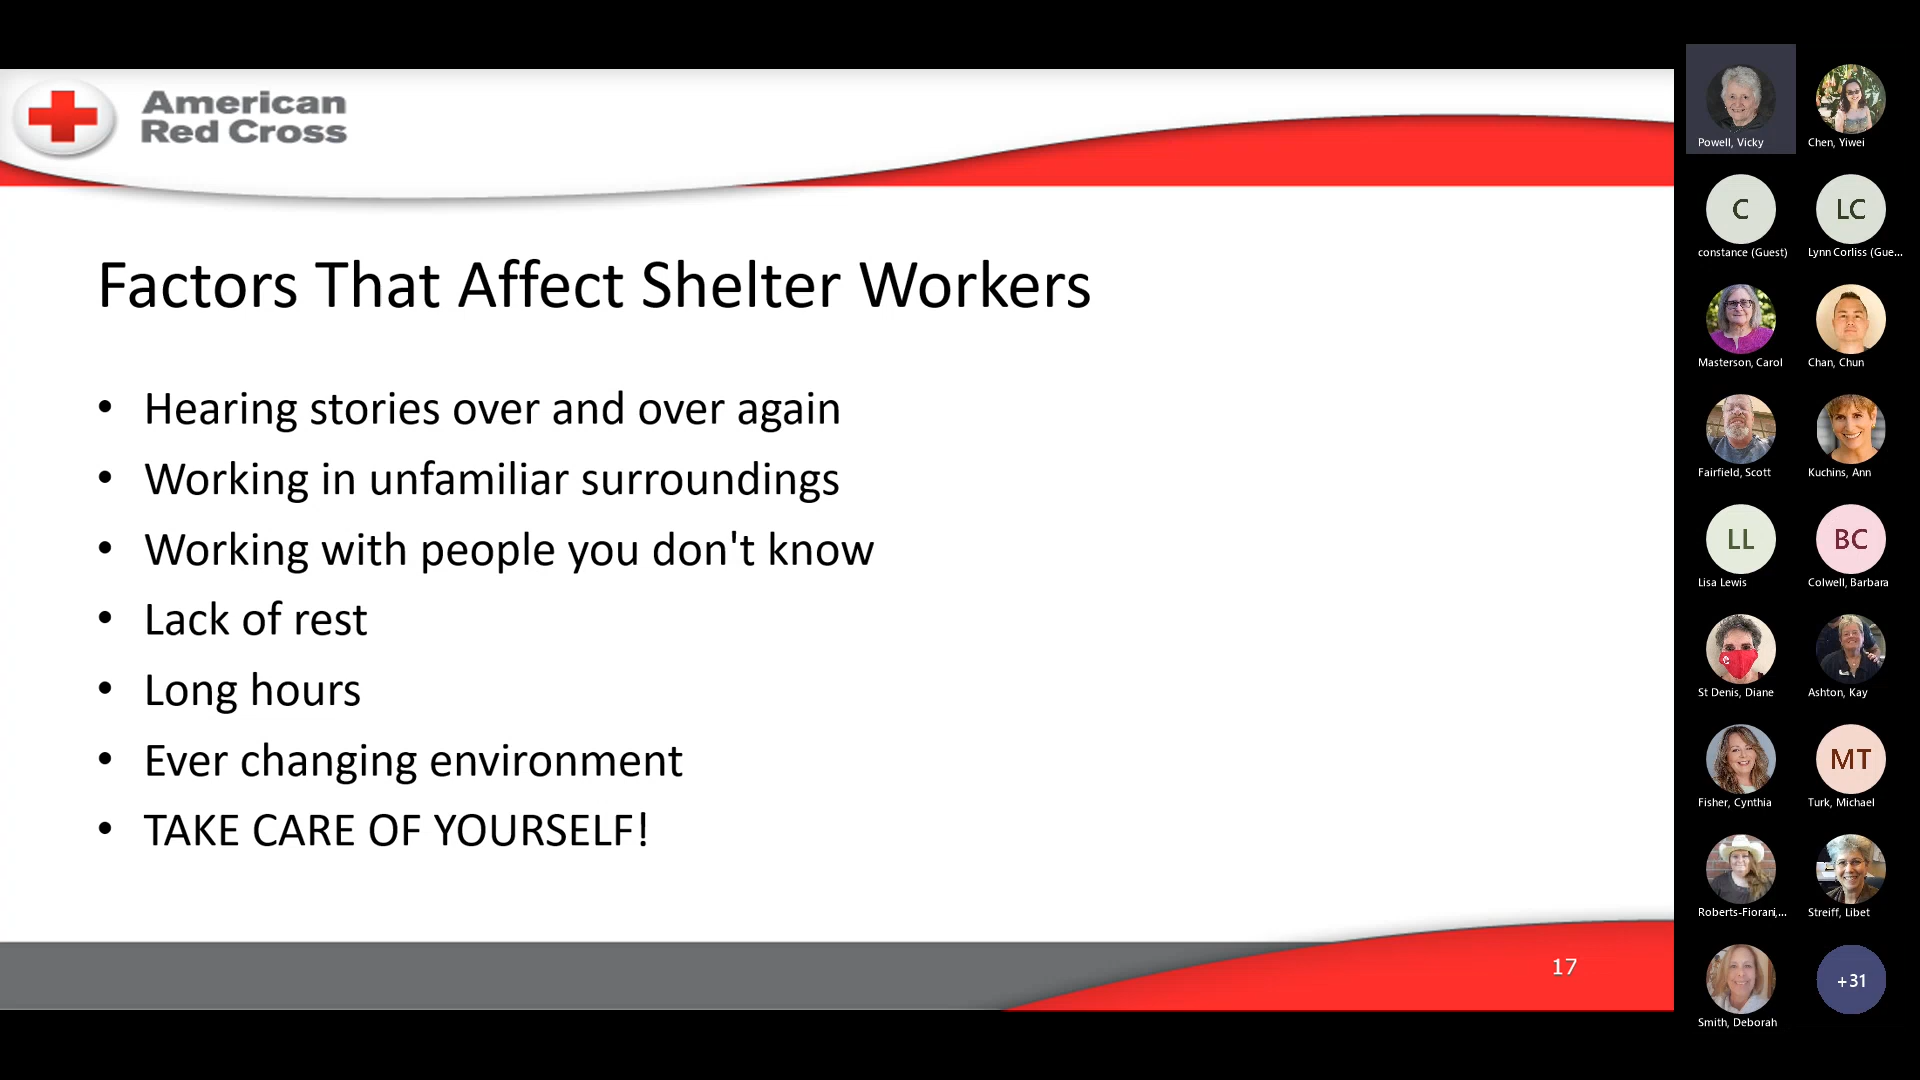 American
Red Cross
Factors That Affect Shelter Workers
• Hearing stories over and over again
• Working in unfamiliar surroundings
• Working with people you don't know
• Lack of rest
• Long hours
• Ever changing environment
• TAKE CARE OF YOURSELF!
17
Powell, Vicky
Chen, Yiwei
C
LC
constance (Guest)
Lynn Corliss (Gue...
Masterson, Carol
Chan, Chun
Fairfield, Scott
Kuchins, Ann
LL
BC
Lisa Lewis
Colwell, Barbara
St Denis, Diane
Ashton, Kay
MT
Fisher, Cynthia
Turk, Michael
Roberts-Fiorani,...
Streiff, Libet
+31
Smith, Deborah